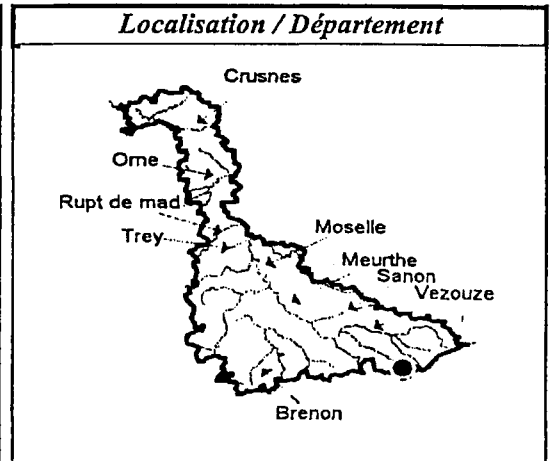 Localisation / Département
Crusnes
Orne
Rupt de mad
Trey
Moselle
Meurthe
Sanon
Vezouze
Brenon